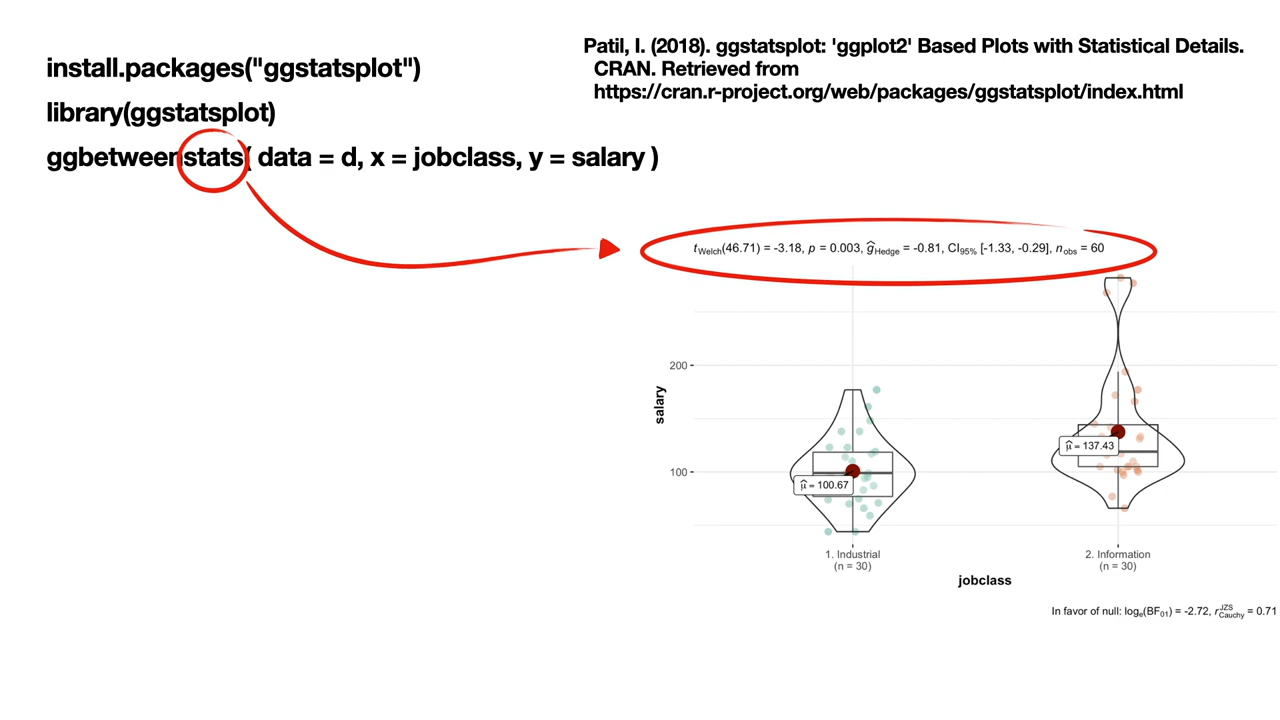 install.packages("ggstatsplot")
library(ggstatsplot)
ggbetweenstats( data = d, x = jobclass, y = salary )
Patil, I. (2018). ggstatsplot: 'ggplot2' Based Plots with Statistical Details.
CRAN. Retrieved from
https://cran.r-project.org/web/packages/ggstatsplot/index.html
tWelch(46.71) = -3.18, p = 0.003, ĝHedge = -0.81, CI95% [-1.33, -0.29], nobs = 60
200
salary
100
μ̂ = 137.43
μ̂ = 100.67
1. Industrial
(n = 30)
2. Information
(n = 30)
jobclass
In favor of null: loge(BF01) = -2.72, rJZSCauchy = 0.71